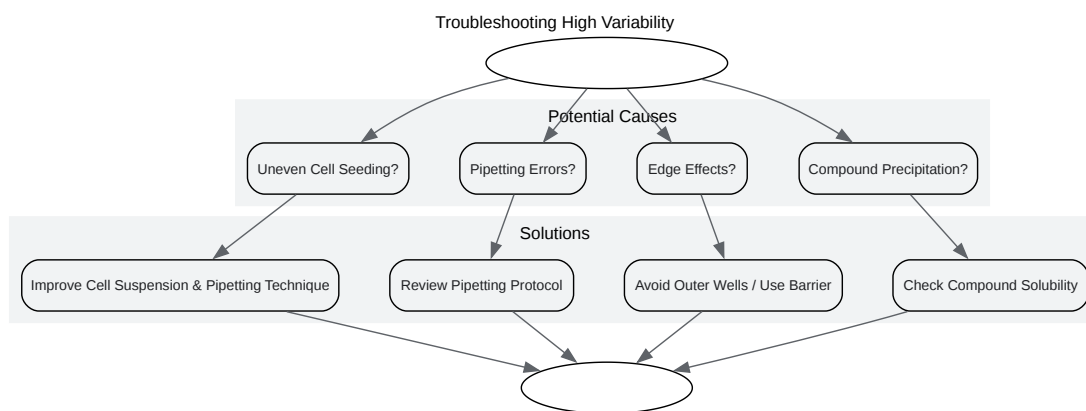 Troubleshooting High Variability
Potential Causes
Uneven Cell Seeding?
Pipetting Errors?
Edge Effects?
Compound Precipitation?
Solutions
Improve Cell Suspension & Pipetting Technique
Review Pipetting Protocol
Avoid Outer Wells / Use Barrier
Check Compound Solubility